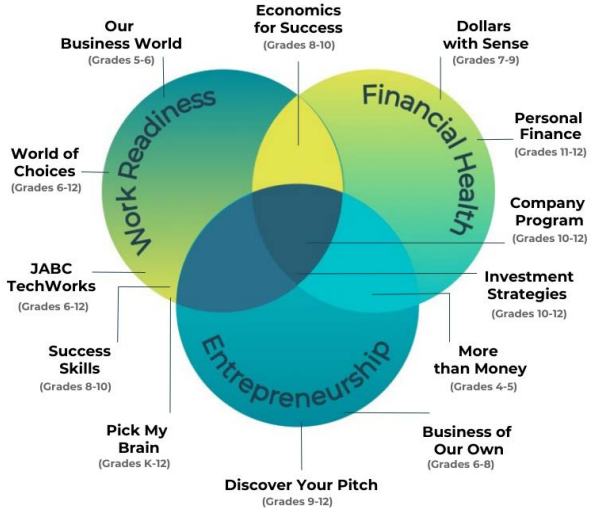 Economics
for Success
(Grades 8-10)
Our
Business World
(Grades 5-6)
Dollars
with Sense
(Grades 7-9)
Work Readiness
Financial Health
Personal
Finance
(Grades 11-12)
World of
Choices
(Grades 6-12)
Company
Program
(Grades 10-12)
JABC
TechWorks
(Grades 6-12)
Investment
Strategies
(Grades 10-12)
Entrepreneurship
Success
Skills
(Grades 8-10)
More
than Money
(Grades 4-5)
Pick My
Brain
(Grades K-12)
Business of
Our Own
(Grades 6-8)
Discover Your Pitch
(Grades 9-12)